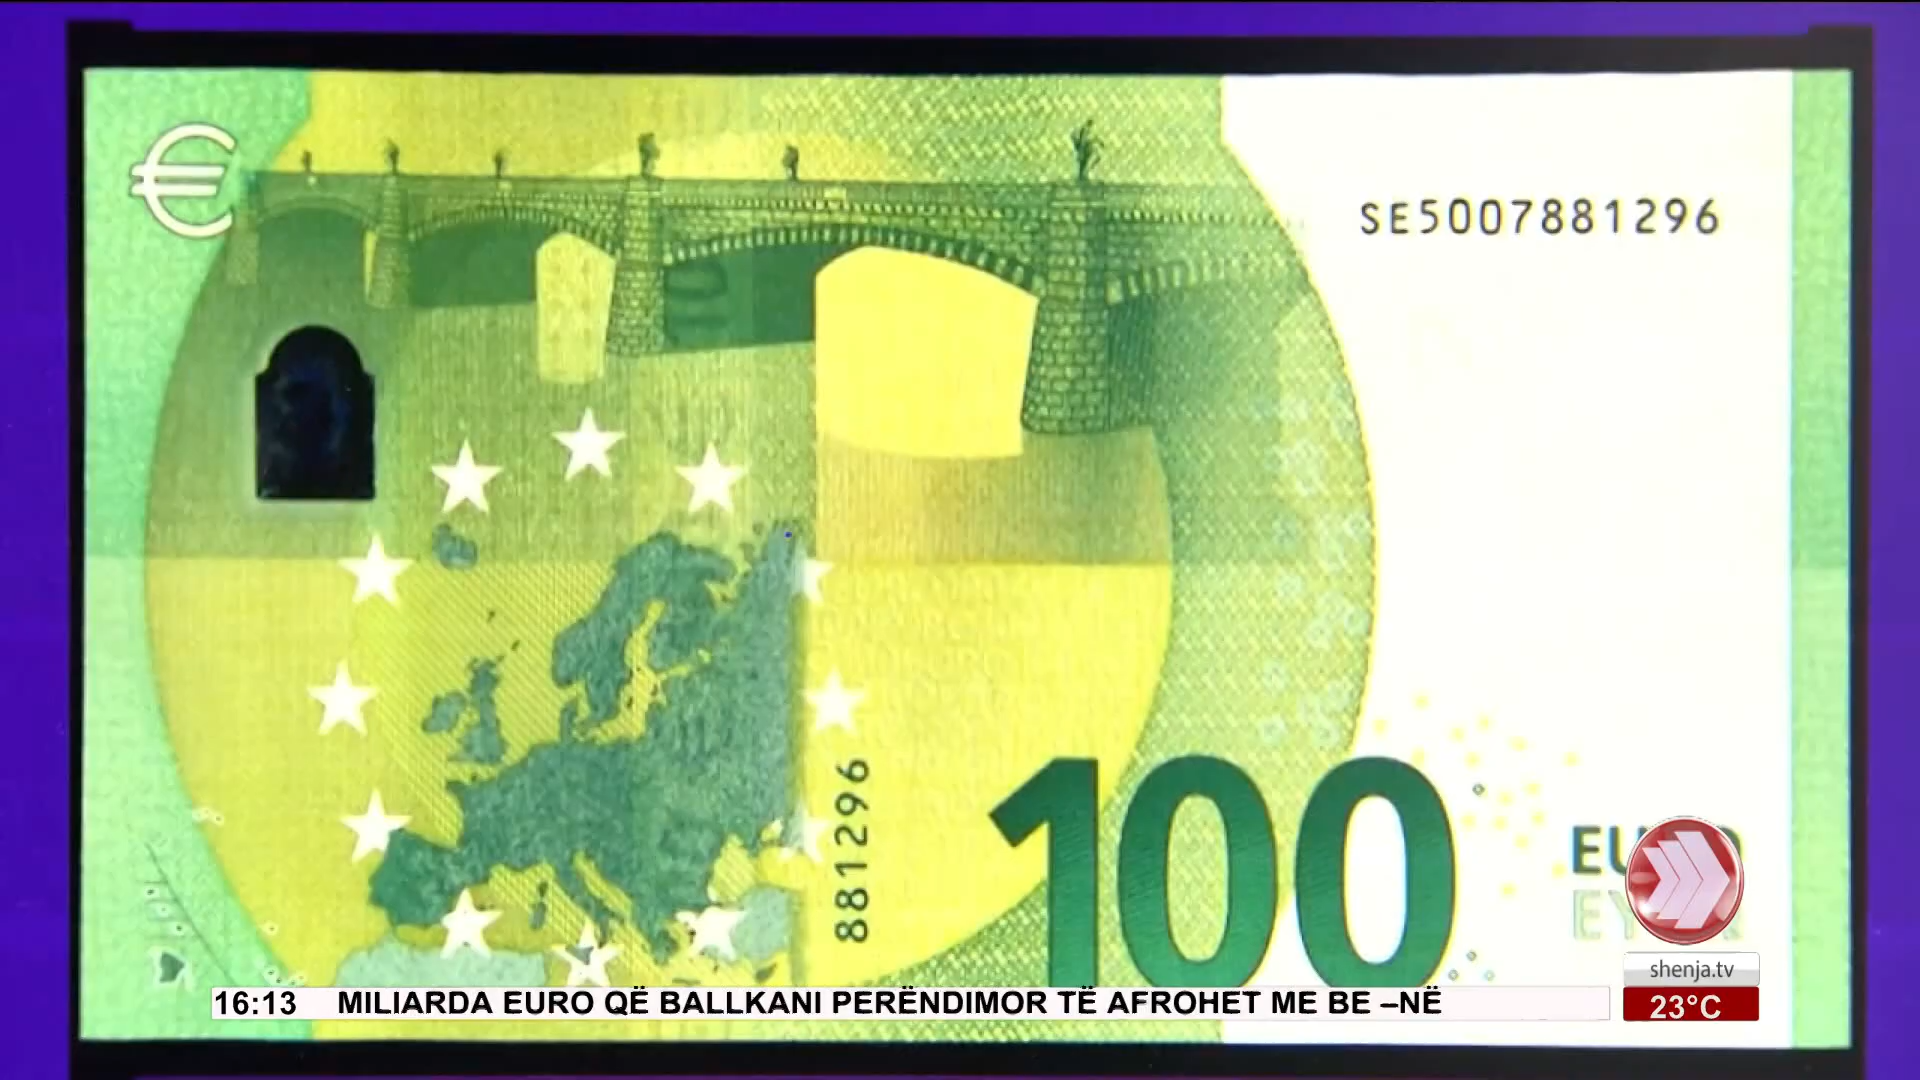 SE5007881296
881296
100
shenja.tv
16:13 MILIARDA EURO QË BALLKANI PERËNDIMOR TË AFROHET ME BE –NË
23°C